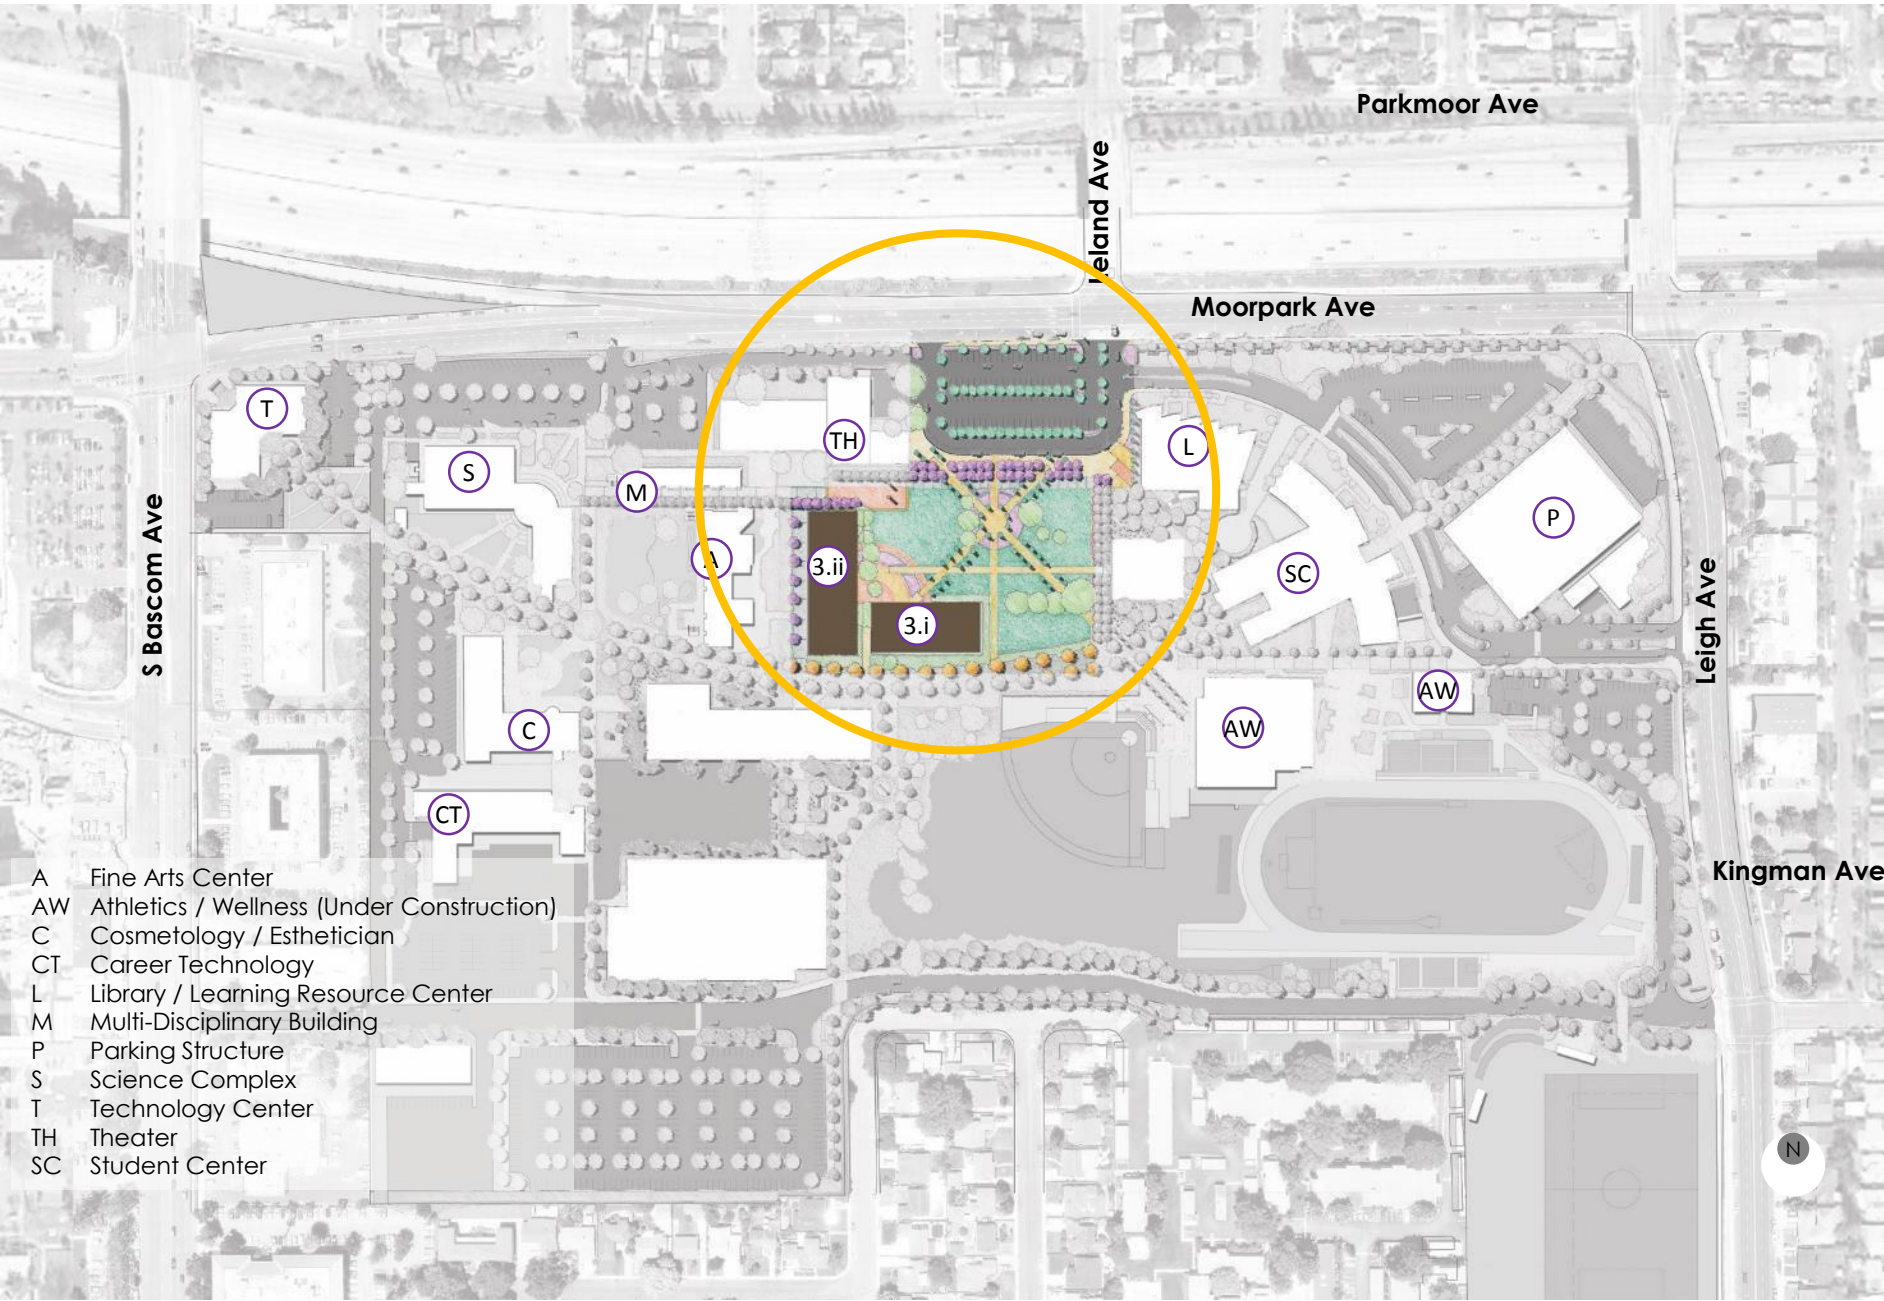 Parkmoor Ave
Leland Ave
Moorpark Ave
T
TH
L
S
M
P
S Bascom Ave
A
3.ii
SC
3.i
Leigh Ave
AW
AW
C
CT
Kingman Ave
A Fine Arts Center
AW Athletics / Wellness (Under Construction)
C Cosmetology / Esthetician
CT Career Technology
L Library / Learning Resource Center
M Multi-Disciplinary Building
P Parking Structure
S Science Complex
T Technology Center
TH Theater
SC Student Center
N